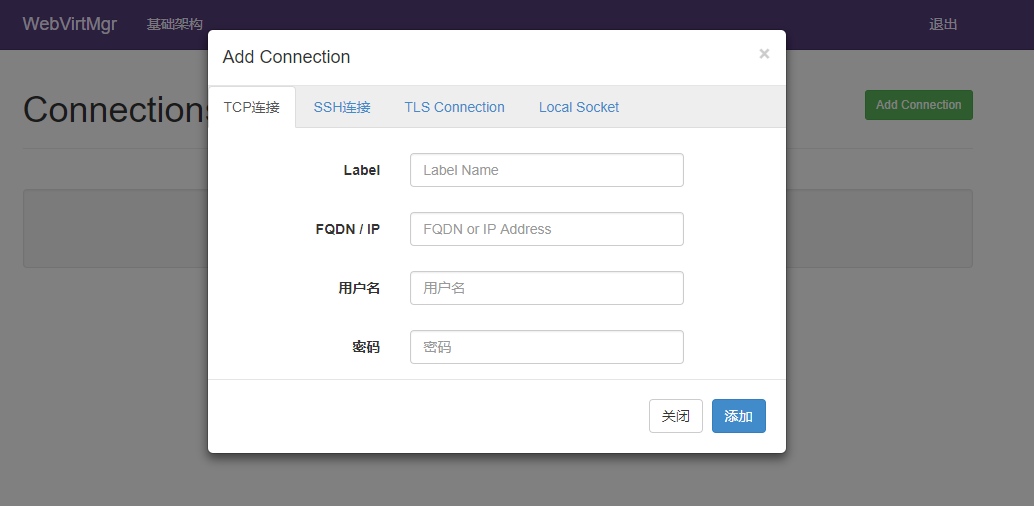 WebVirtMgr 基础架构 退出
Add Connection ×
TCP连接 SSH连接 TLS Connection Local Socket
Connections Add Connection
Label Label Name
FQDN / IP FQDN or IP Address
用户名 用户名
密码 密码
关闭 添加